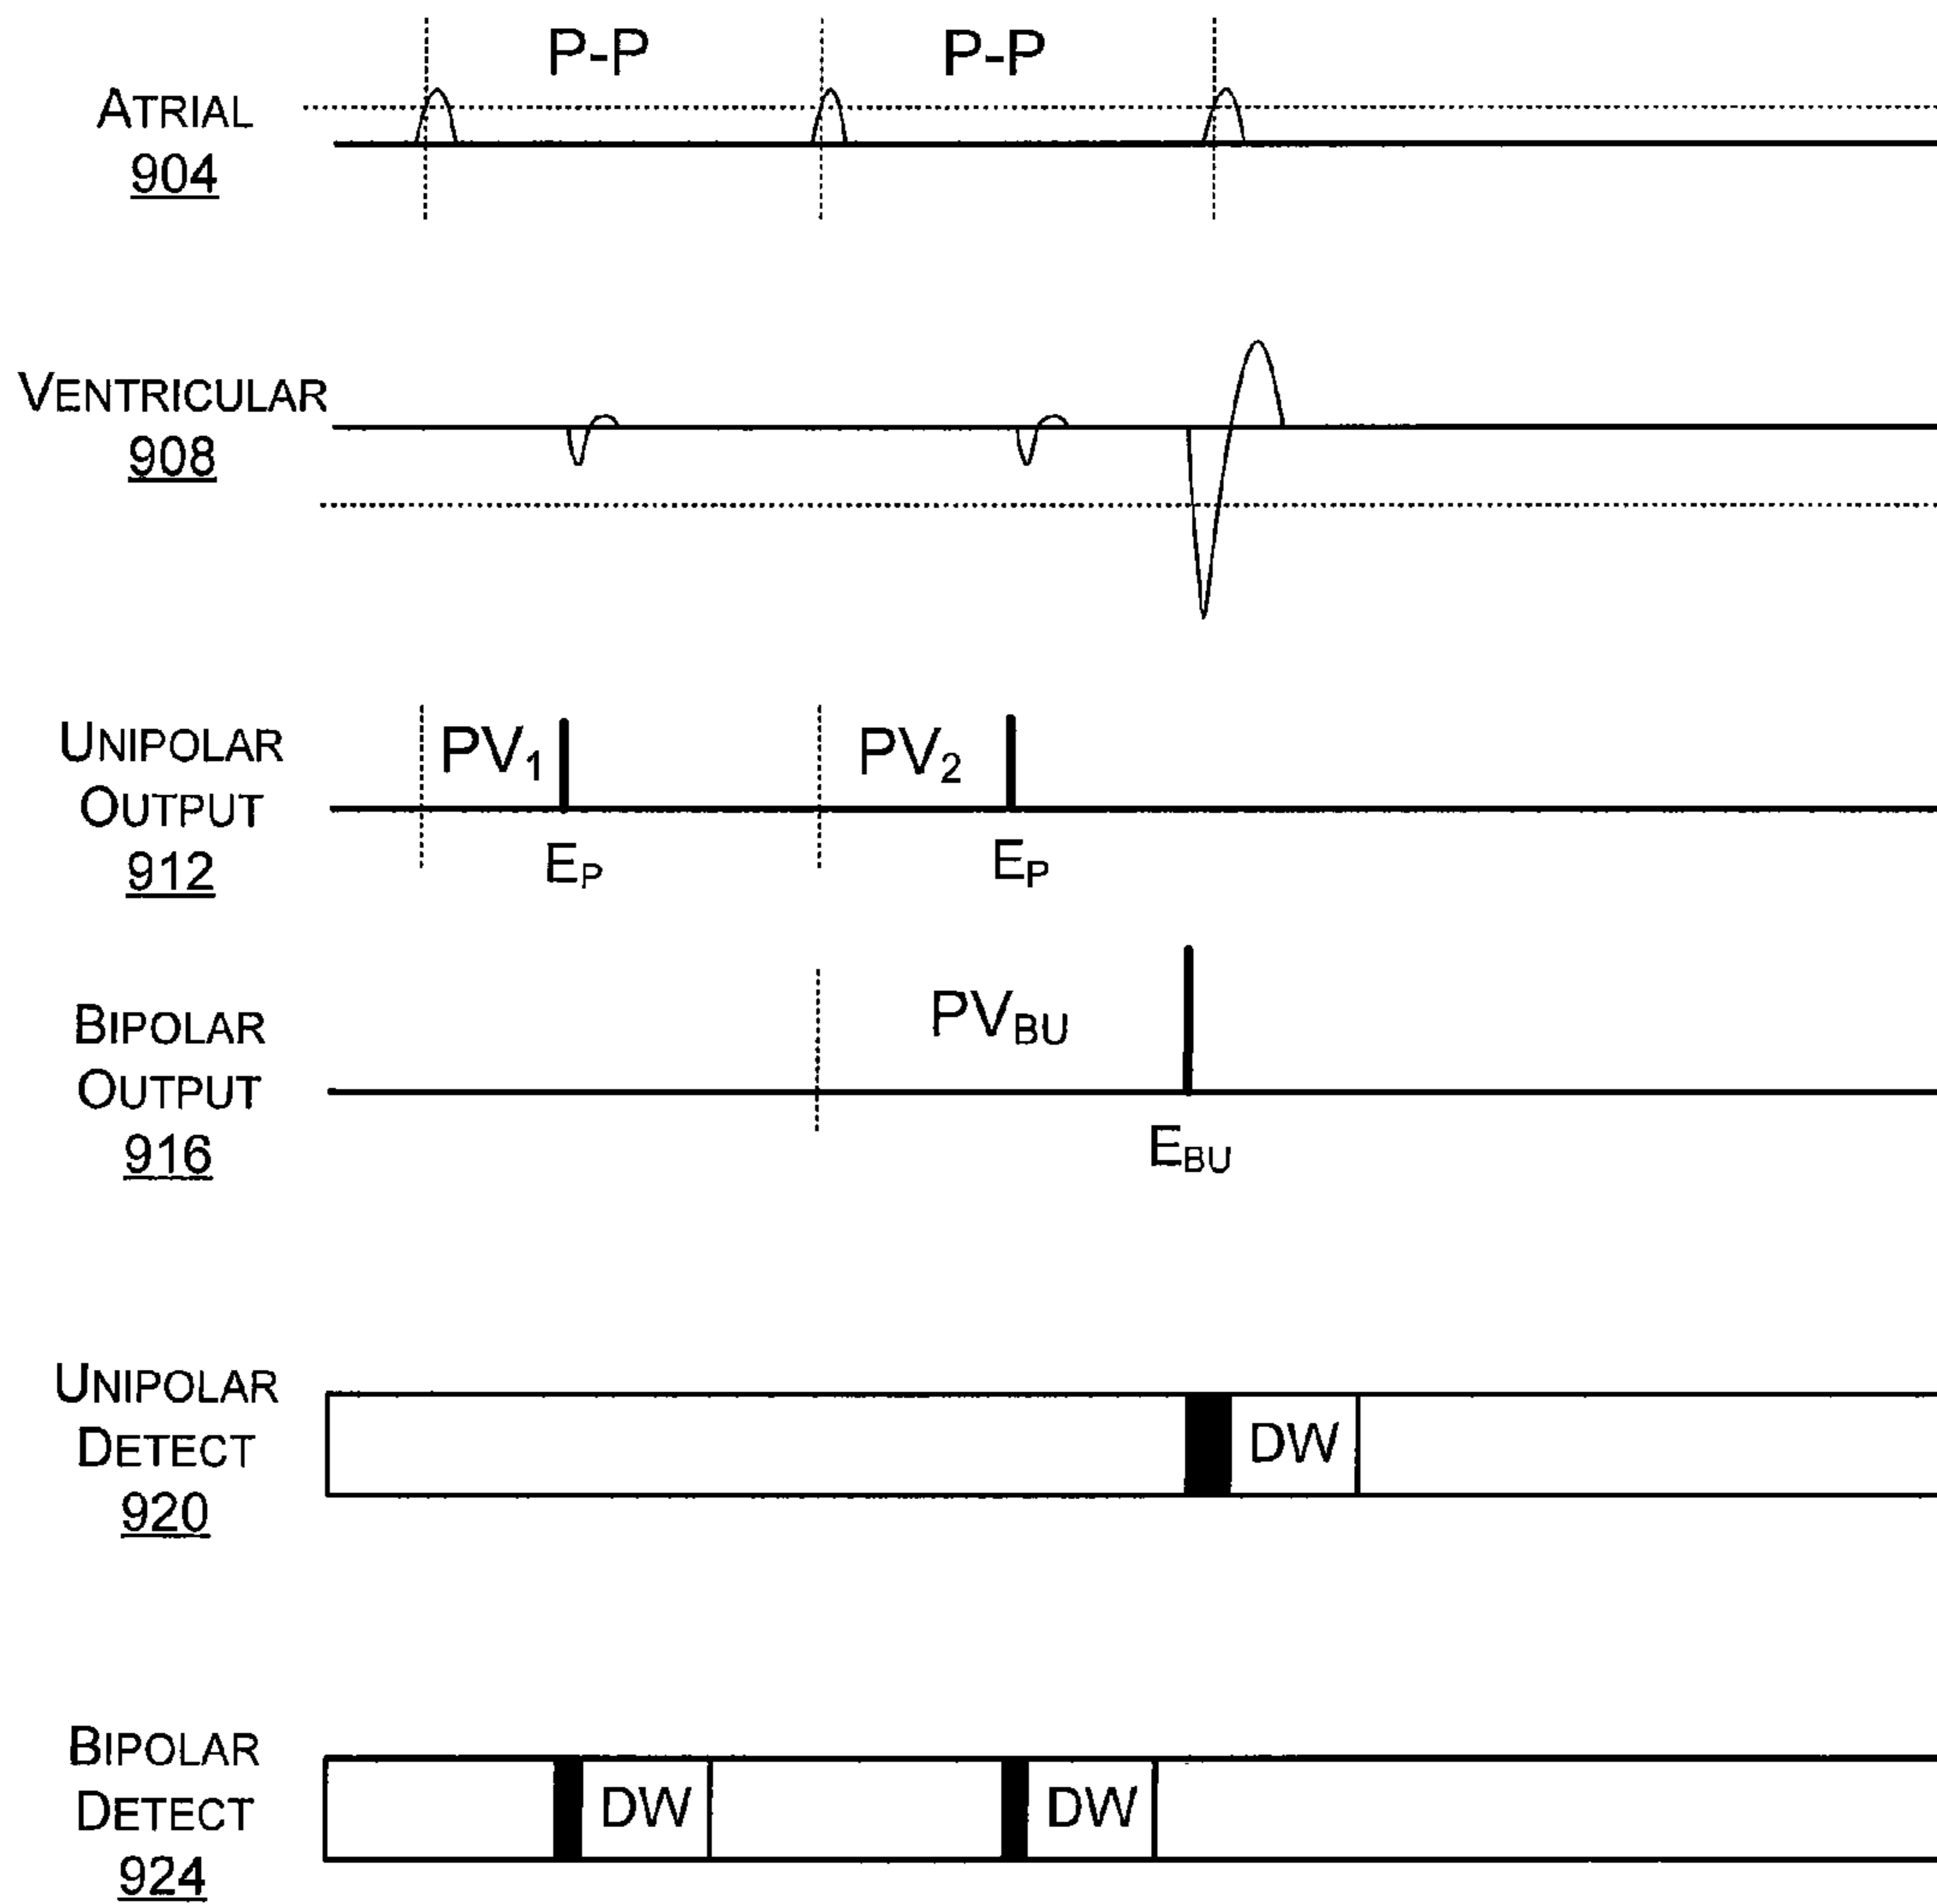 P-P P-P
ATRIAL
904
VENTRICULAR
908
UNIPOLAR
OUTPUT
912
PV1 PV2
EP EP
BIPOLAR
OUTPUT
916
PVBU
EBU
UNIPOLAR
DETECT
920
DW
BIPOLAR
DETECT
924
DW DW